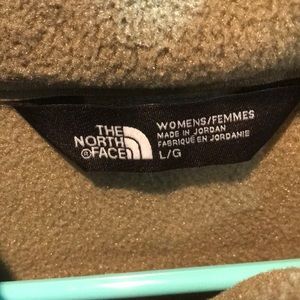 THE
NORTH
FACE
WOMENS/FEMMES
MADE IN JORDAN
FABRIQUÉ EN JORDANIE
L/G